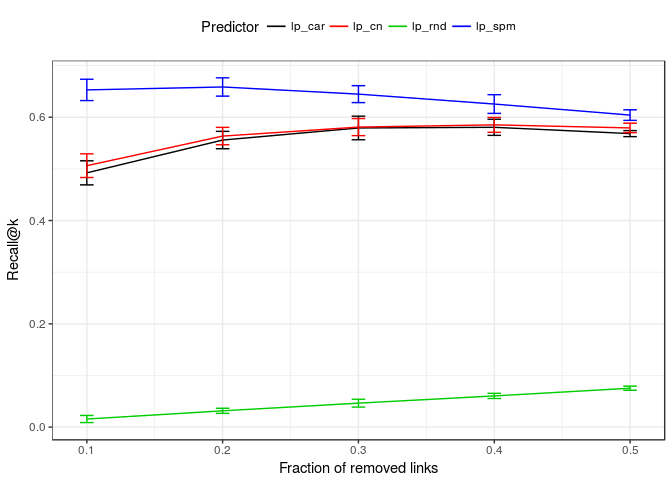 Predictor lp_car lp_cn lp_rnd lp_spm
Recall@k
0.6
0.4
0.2
0.0
0.1 0.2 0.3 0.4 0.5
Fraction of removed links